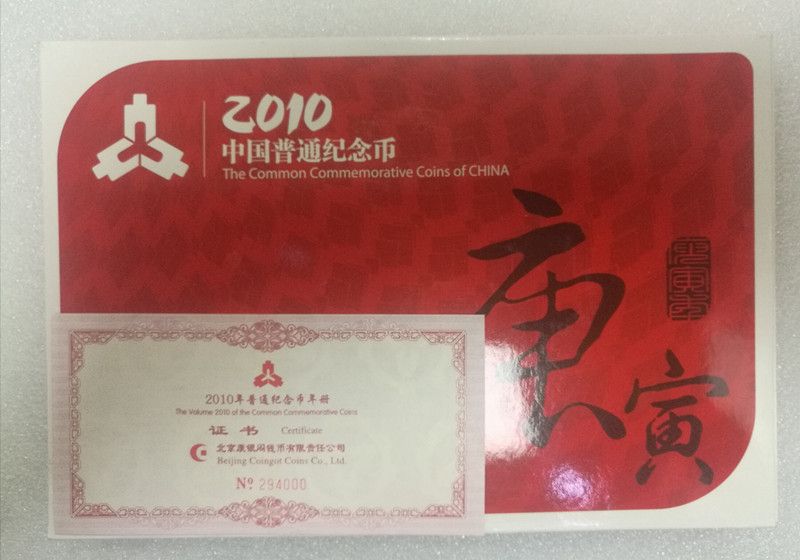 2010
中国普通纪念币
The Common Commemorative Coins of CHINA
庚
寅
2010年普通纪念币年册
The Volume 2010 of the Common Commemorative Coins
证 书 Certificate
北京康银阁钱币有限责任公司
Beijing Coingot Coins Co., Ltd.
Nº 294000